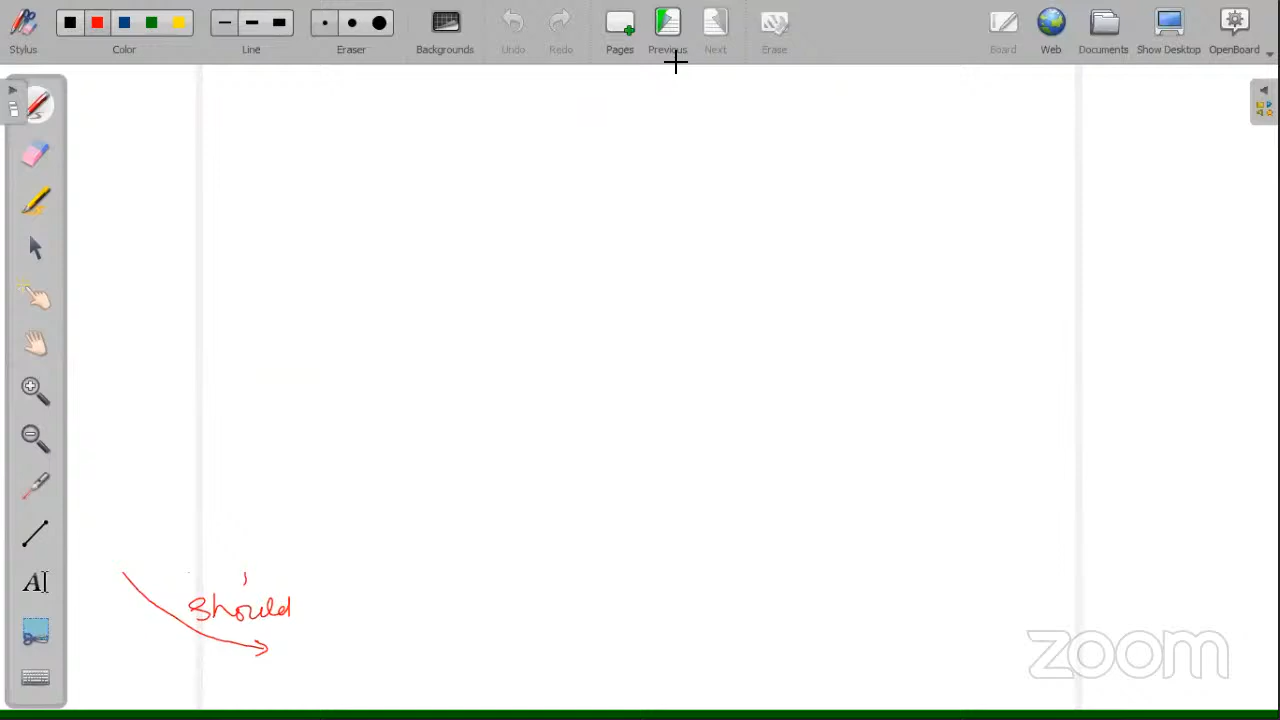 Stylus
Color
Line
Eraser
Backgrounds
Undo
Redo
Pages
Previous
Next
Erase
Board
Web
Documents
Show Desktop
OpenBoard
A
should
zoom